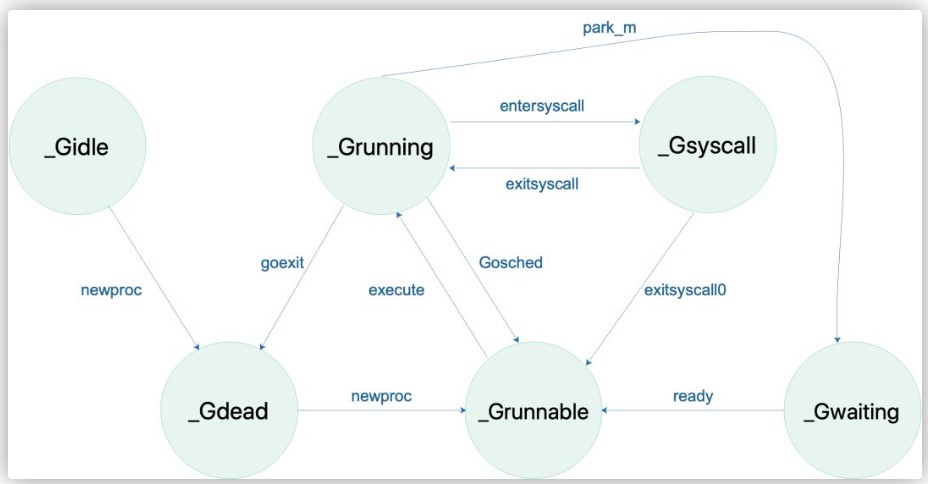 park_m
entersyscall
_Gidle
_Grunning
_Gsyscall
exitsyscall
goexit
Gosched
newproc
execute
exitsyscall0
newproc
ready
_Gdead
_Grunnable
_Gwaiting